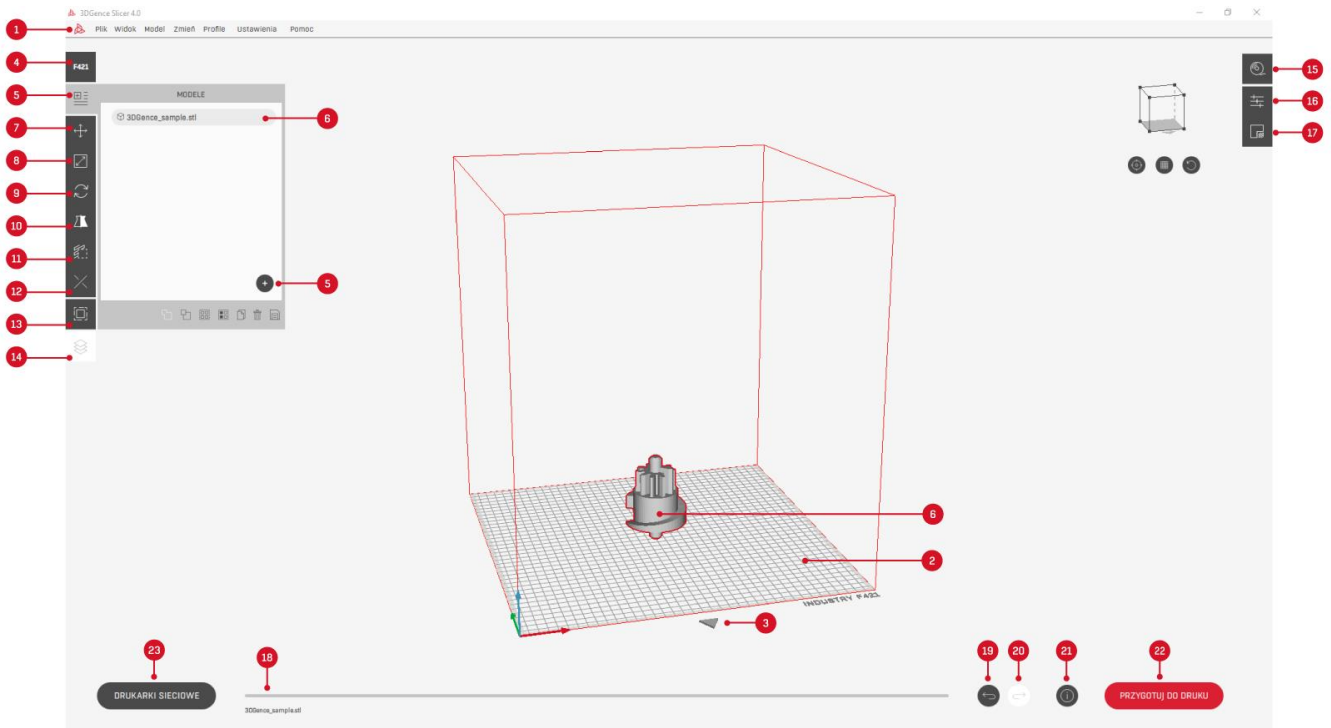 3DGence Slicer 4.0
1
Plik Widok Model Zmień Profile Ustawienia Pomoc
4
F421
15
5
MODELE
16
3DGence_sample.stl
6
7
17
8
9
10
11
12
5
13
14
6
2
INDUSTRY F421
3
23
18
19
20
21
22
DRUKARKI SIECIOWE
PRZYGOTUJ DO DRUKU
3DGence_sample.stl